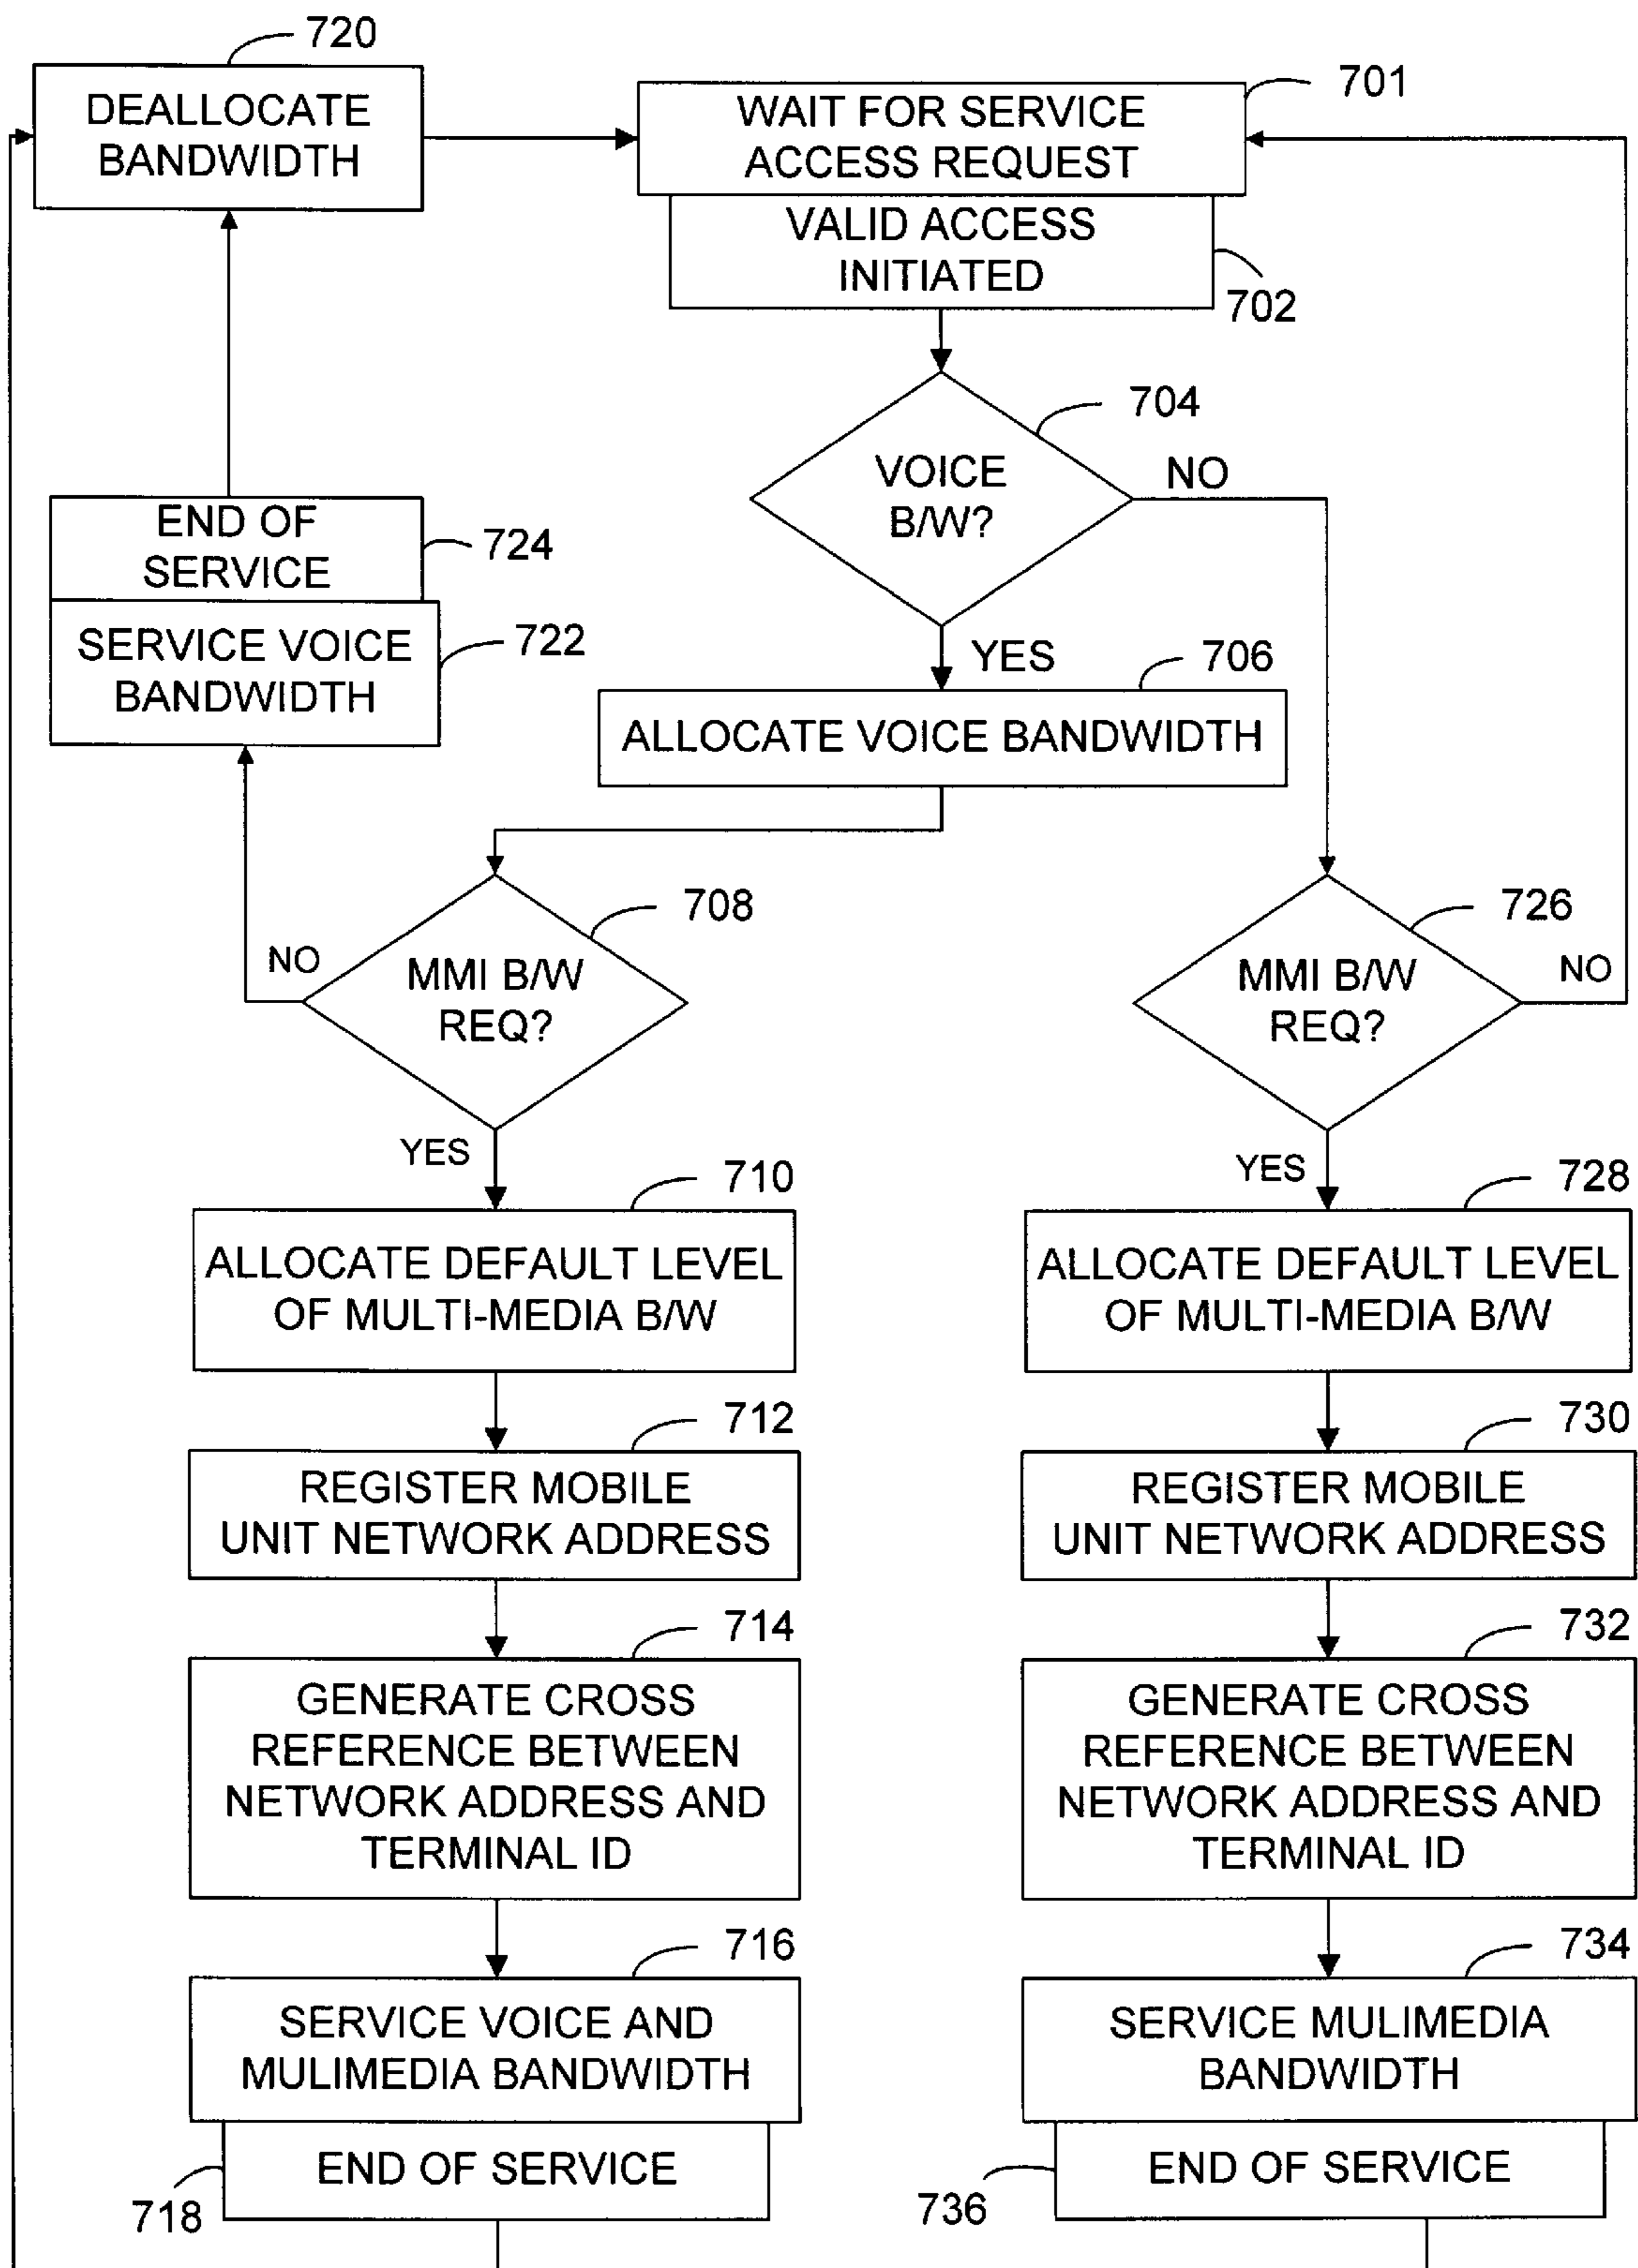 720
DEALLOCATE
BANDWIDTH
701
WAIT FOR SERVICE
ACCESS REQUEST
VALID ACCESS
INITIATED
702
704
VOICE
B/W?
NO
YES
END OF
SERVICE
724
SERVICE VOICE
BANDWIDTH
722
706
ALLOCATE VOICE BANDWIDTH
708
MMI B/W
REQ?
NO
YES
726
MMI B/W
REQ?
NO
YES
710
ALLOCATE DEFAULT LEVEL
OF MULTI-MEDIA B/W
712
REGISTER MOBILE
UNIT NETWORK ADDRESS
714
GENERATE CROSS
REFERENCE BETWEEN
NETWORK ADDRESS AND
TERMINAL ID
716
SERVICE VOICE AND
MULIMEDIA BANDWIDTH
END OF SERVICE
718
728
ALLOCATE DEFAULT LEVEL
OF MULTI-MEDIA B/W
730
REGISTER MOBILE
UNIT NETWORK ADDRESS
732
GENERATE CROSS
REFERENCE BETWEEN
NETWORK ADDRESS AND
TERMINAL ID
734
SERVICE MULIMEDIA
BANDWIDTH
END OF SERVICE
736